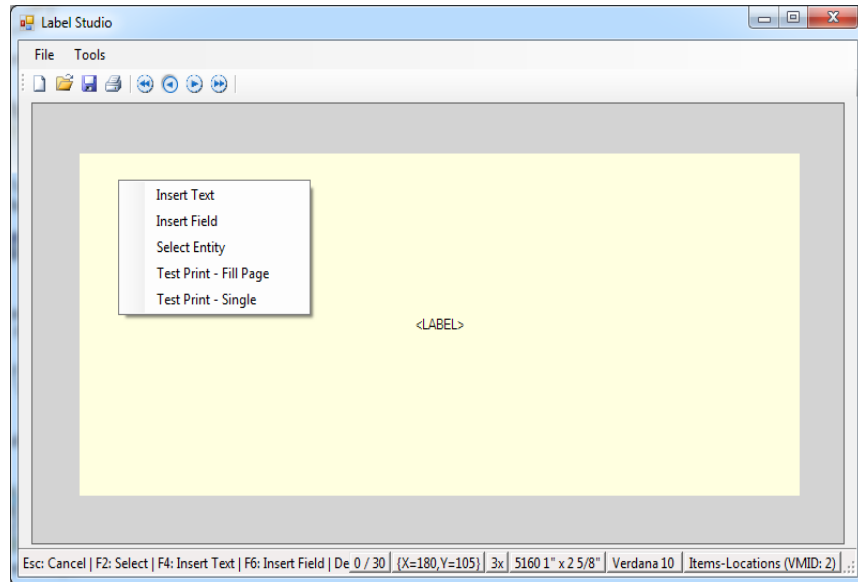 Label Studio
File Tools
Insert Text
Insert Field
Select Entity
Test Print - Fill Page
Test Print - Single
<LABEL>
Esc: Cancel | F2: Select | F4: Insert Text | F6: Insert Field | De 0 / 30 {X=180,Y=105} 3x 5160 1" x 2 5/8" Verdana 10 Items-Locations (VMID: 2)